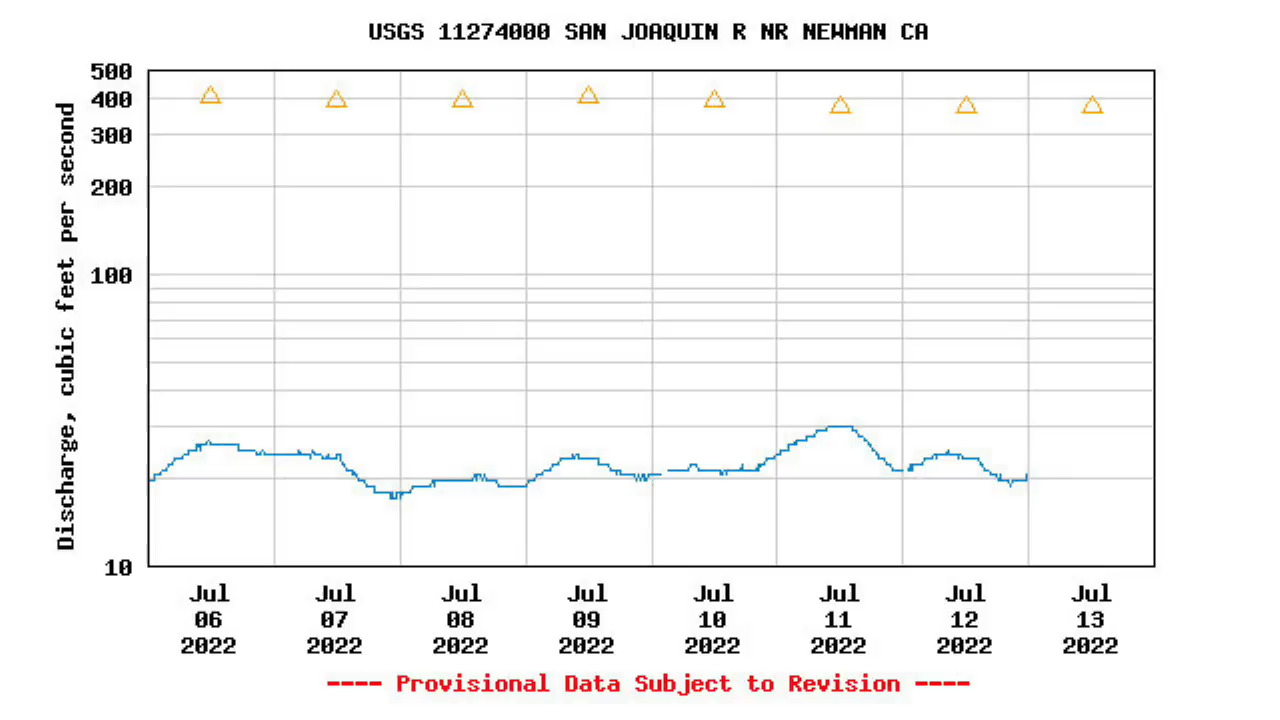 USGS 11274000 SAN JOAQUIN R NR NEWMAN CA
Discharge, cubic feet per second
500
400
300
200
100
10
Jul Jul Jul Jul Jul Jul Jul Jul
06 07 08 09 10 11 12 13
2022 2022 2022 2022 2022 2022 2022 2022
---- Provisional Data Subject to Revision ----